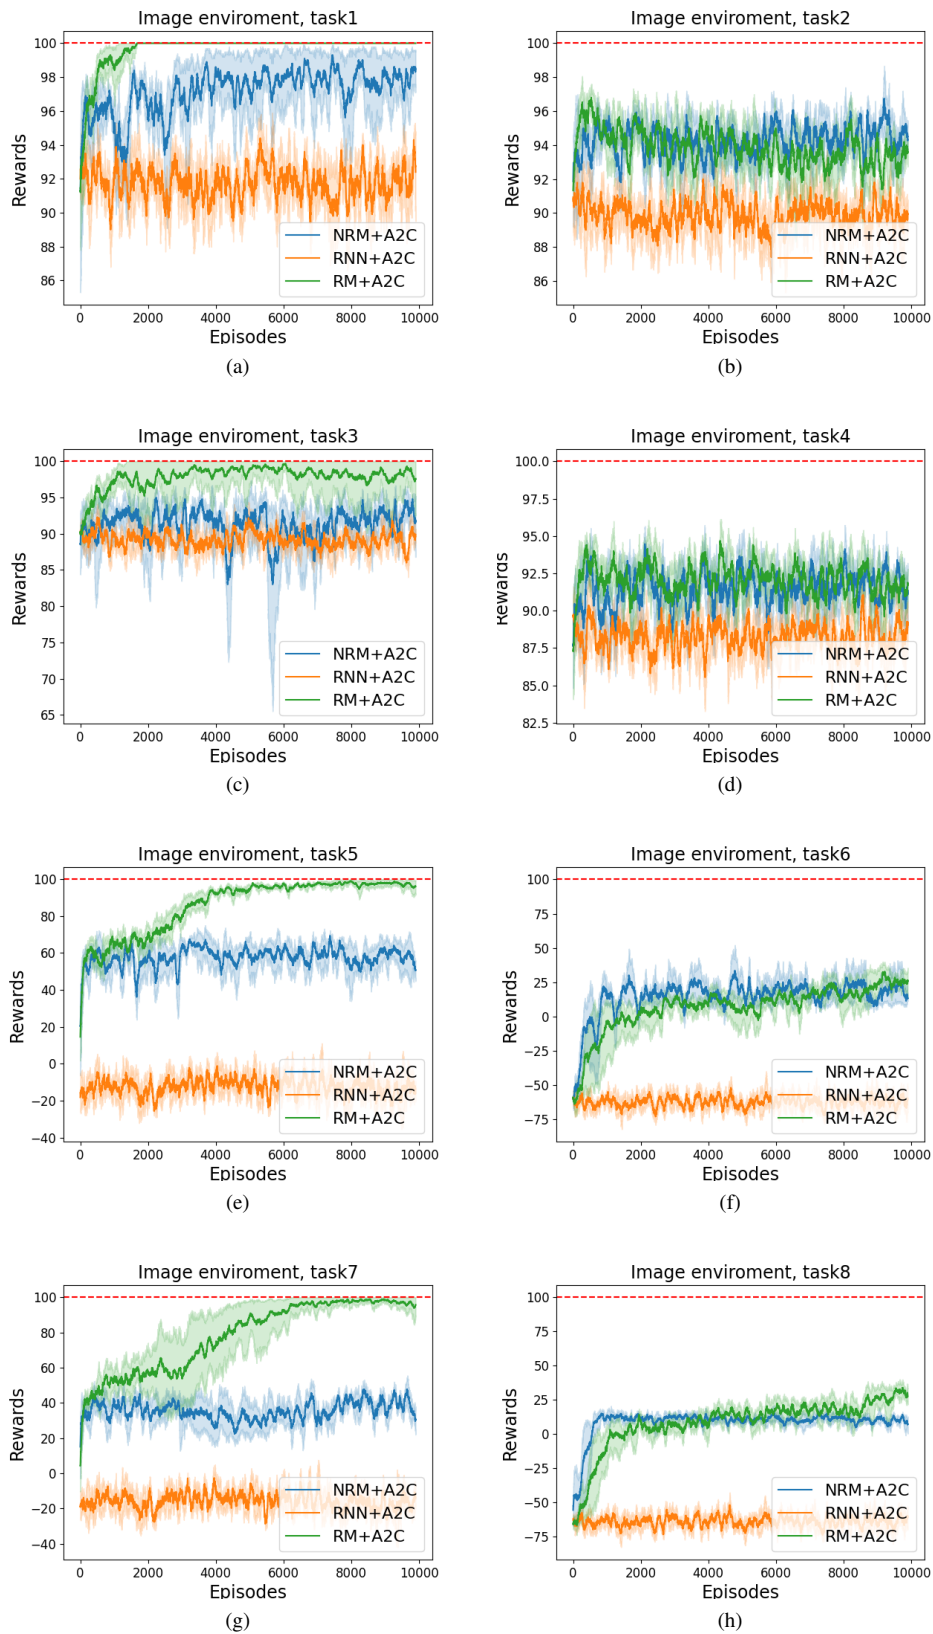 Image enviroment, task1
Rewards
100
98
96
94
92
90
88
86
NRM+A2C
RNN+A2C
RM+A2C
0 2000 4000 6000 8000 10000
Episodes
(a)
Image enviroment, task2
Rewards
100
98
96
94
92
90
88
86
NRM+A2C
RNN+A2C
RM+A2C
0 2000 4000 6000 8000 10000
Episodes
(b)
Image enviroment, task3
Rewards
100
95
90
85
80
75
70
65
NRM+A2C
RNN+A2C
RM+A2C
0 2000 4000 6000 8000 10000
Episodes
(c)
Image enviroment, task4
Rewards
100.0
97.5
95.0
92.5
90.0
87.5
85.0
82.5
NRM+A2C
RNN+A2C
RM+A2C
0 2000 4000 6000 8000 10000
Episodes
(d)
Image enviroment, task5
Rewards
100
80
60
40
20
0
−20
−40
NRM+A2C
RNN+A2C
RM+A2C
0 2000 4000 6000 8000 10000
Episodes
(e)
Image enviroment, task6
Rewards
100
75
50
25
0
−25
−50
−75
NRM+A2C
RNN+A2C
RM+A2C
0 2000 4000 6000 8000 10000
Episodes
(f)
Image enviroment, task7
Rewards
100
80
60
40
20
0
−20
−40
NRM+A2C
RNN+A2C
RM+A2C
0 2000 4000 6000 8000 10000
Episodes
(g)
Image enviroment, task8
Rewards
100
75
50
25
0
−25
−50
−75
NRM+A2C
RNN+A2C
RM+A2C
0 2000 4000 6000 8000 10000
Episodes
(h)